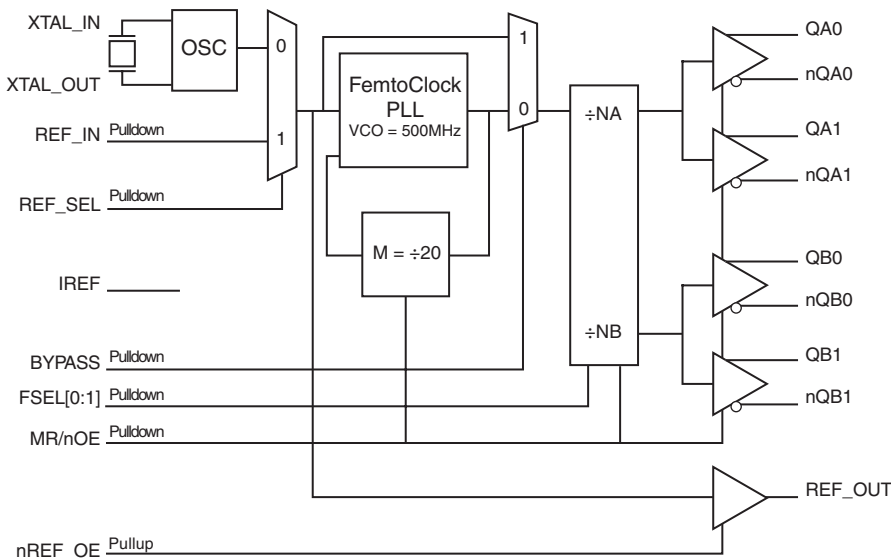 XTAL_IN
OSC
XTAL_OUT
0
1
REF_IN Pulldown
REF_SEL Pulldown
FemtoClock
PLL
VCO = 500MHz
1
0
M = ÷20
÷NA
÷NB
IREF
BYPASS Pulldown
FSEL[0:1] Pulldown
MR/nOE Pulldown
nREF_OE Pullup
QA0
nQA0
QA1
nQA1
QB0
nQB0
QB1
nQB1
REF_OUT